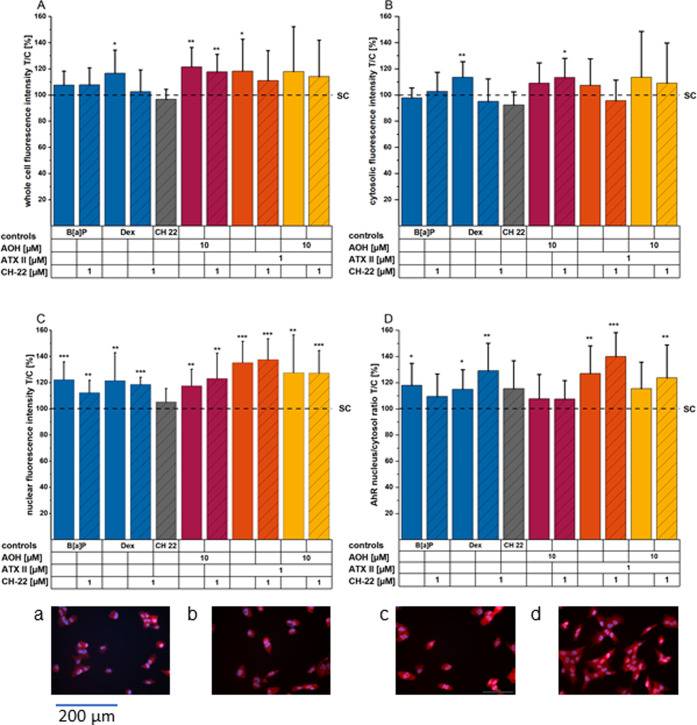 A
whole cell fluorescence intensity T/C [%]
160
140
120
100
80
60
40
20
*
**
**
*
SC
controls B[a]P Dex CH 22
AOH [µM] 10 10
ATX II [µM] 1
CH-22 [µM] 1 1 1 1 1
B
cytosolic fluorescence intensity T/C [%]
160
140
120
100
80
60
40
20
**
*
SC
controls B[a]P Dex CH 22
AOH [µM] 10 10
ATX II [µM] 1
CH-22 [µM] 1 1 1 1 1
C
nuclear fluorescence intensity T/C [%]
160
140
120
100
80
60
40
20
***
**
**
***
**
**
***
***
**
***
SC
controls B[a]P Dex CH 22
AOH [µM] 10 10
ATX II [µM] 1
CH-22 [µM] 1 1 1 1 1
D
AhR nucleus/cytosol ratio T/C [%]
160
140
120
100
80
60
40
20
*
*
**
**
***
**
SC
controls B[a]P Dex CH 22
AOH [µM] 10 10
ATX II [µM] 1
CH-22 [µM] 1 1 1 1 1
a b c d
200 µm